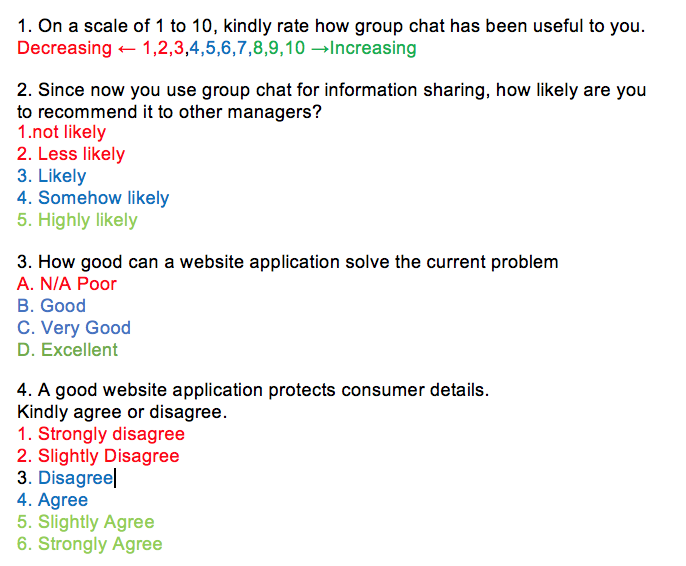 1. On a scale of 1 to 10, kindly rate how group chat has been useful to you.
Decreasing ← 1,2,3,4,5,6,7,8,9,10 →Increasing
2. Since now you use group chat for information sharing, how likely are you
to recommend it to other managers?
1.not likely
2. Less likely
3. Likely
4. Somehow likely
5. Highly likely
3. How good can a website application solve the current problem
A. N/A Poor
B. Good
C. Very Good
D. Excellent
4. A good website application protects consumer details.
Kindly agree or disagree.
1. Strongly disagree
2. Slightly Disagree
3. Disagree
4. Agree
5. Slightly Agree
6. Strongly Agree